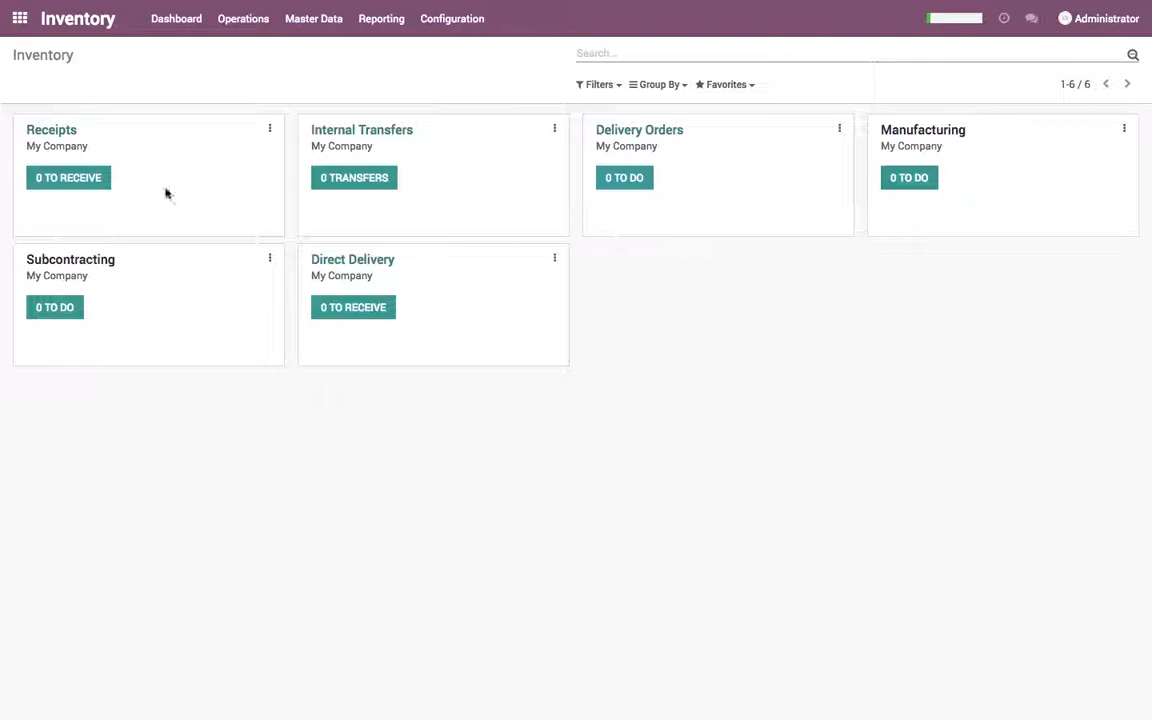 Inventory Dashboard Operations Master Data Reporting Configuration Administrator
Inventory
Search...
Filters Group By Favorites 1-6 / 6
Receipts
My Company
0 TO RECEIVE
Internal Transfers
My Company
0 TRANSFERS
Delivery Orders
My Company
0 TO DO
Manufacturing
My Company
0 TO DO
Subcontracting
My Company
0 TO DO
Direct Delivery
My Company
0 TO RECEIVE